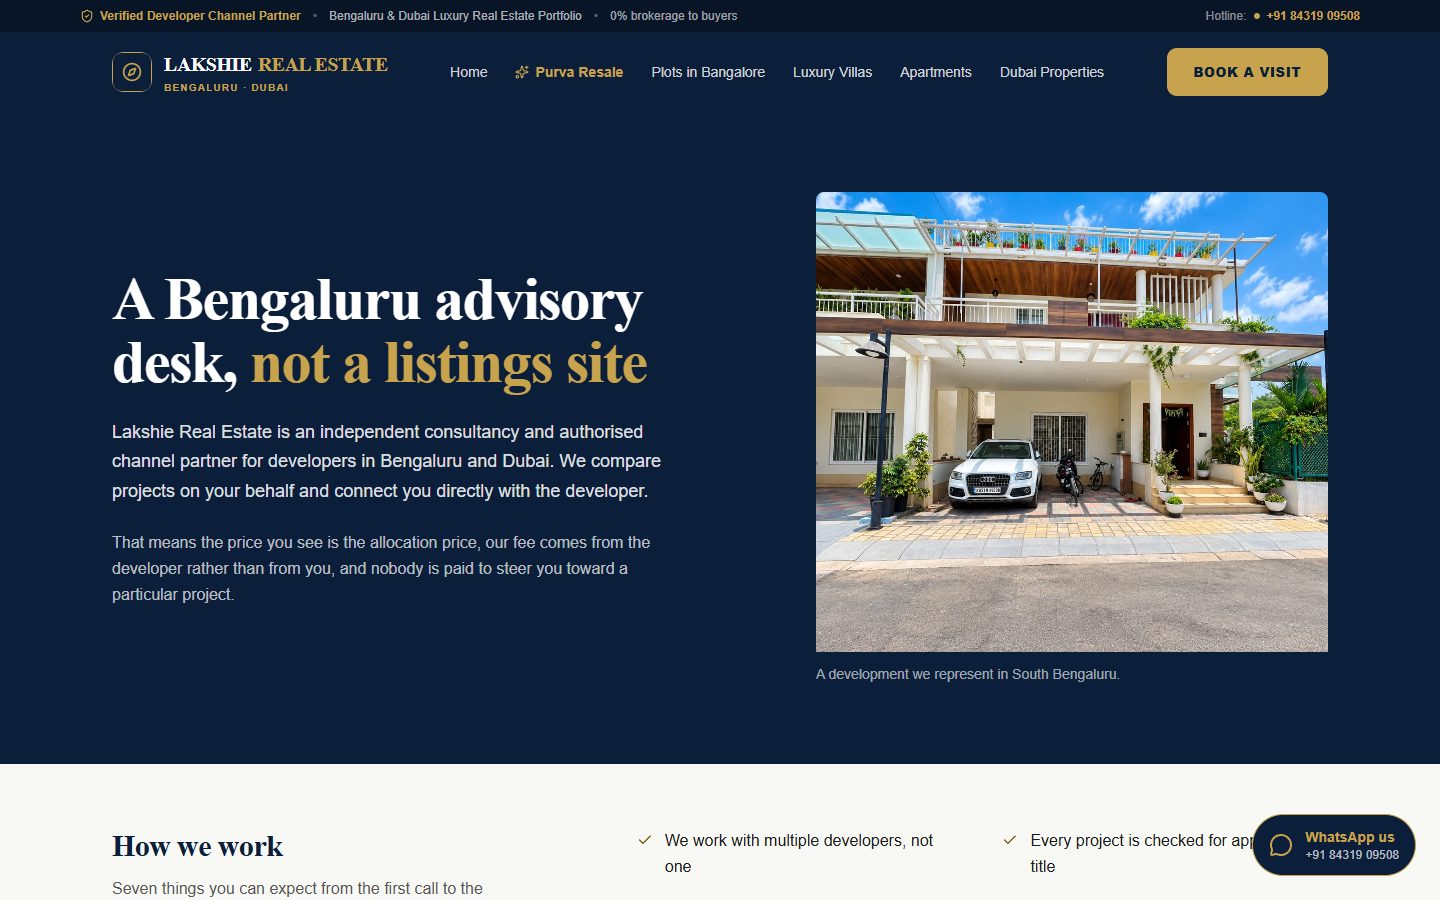 Verified Developer Channel Partner • Bengaluru & Dubai Luxury Real Estate Portfolio • 0% brokerage to buyers
Hotline: • +91 84319 09508
LAKSHIE REAL ESTATE
BENGALURU · DUBAI
Home
Purva Resale
Plots in Bangalore
Luxury Villas
Apartments
Dubai Properties
BOOK A VISIT
A Bengaluru advisory
desk, not a listings site
Lakshie Real Estate is an independent consultancy and authorised
channel partner for developers in Bengaluru and Dubai. We compare
projects on your behalf and connect you directly with the developer.
That means the price you see is the allocation price, our fee comes from the
developer rather than from you, and nobody is paid to steer you toward a
particular project.
A development we represent in South Bengaluru.
How we work
Seven things you can expect from the first call to the
We work with multiple developers, not
one
Every project is checked for
title
WhatsApp us
+91 84319 09508